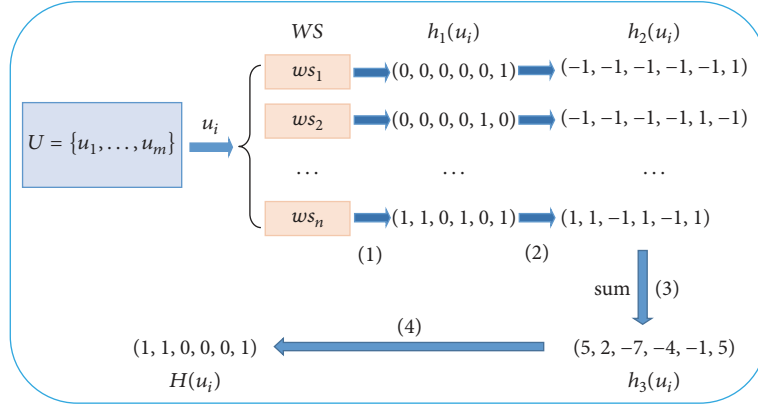 WS h₁(uᵢ) h₂(uᵢ)
ws₁ (0, 0, 0, 0, 0, 1) (−1, −1, −1, −1, −1, 1)
U = {u₁, . . . , uₘ} uᵢ ws₂ (0, 0, 0, 0, 1, 0) (−1, −1, −1, −1, 1, −1)
. . . . . . . . .
wsₙ (1, 1, 0, 1, 0, 1) (1, 1, −1, 1, −1, 1)
(1) (2)
sum (3)
(4)
(1, 1, 0, 0, 0, 1) (5, 2, −7, −4, −1, 5)
H(uᵢ) h₃(uᵢ)